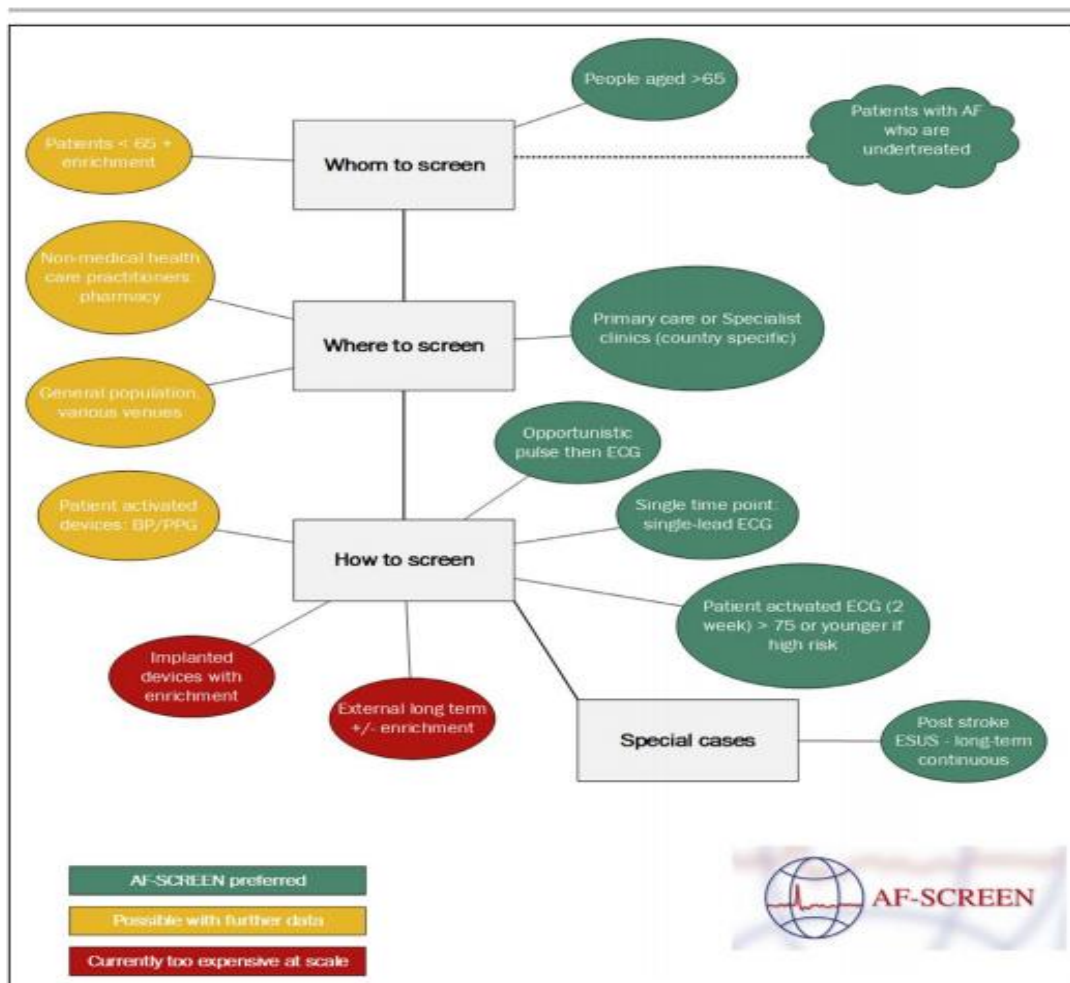 People aged >65
Patients with AF
who are
undertreated
Patients < 65 +
enrichment
Whom to screen
Non-medical health
care practitioners:
pharmacy
Where to screen
Primary care or Specialist
clinics (country specific)
General population,
various venues
Opportunistic
pulse then ECG
Patient activated
devices: BP/PPG
Single time point:
single-lead ECG
How to screen
Patient activated ECG (2
week) > 75 or younger if
high risk
Implanted
devices with
enrichment
External long term
+/- enrichment
Special cases
Post stroke
ESUS - long-term
continuous
AF-SCREEN preferred
Possible with further data
Currently too expensive at scale
AF-SCREEN